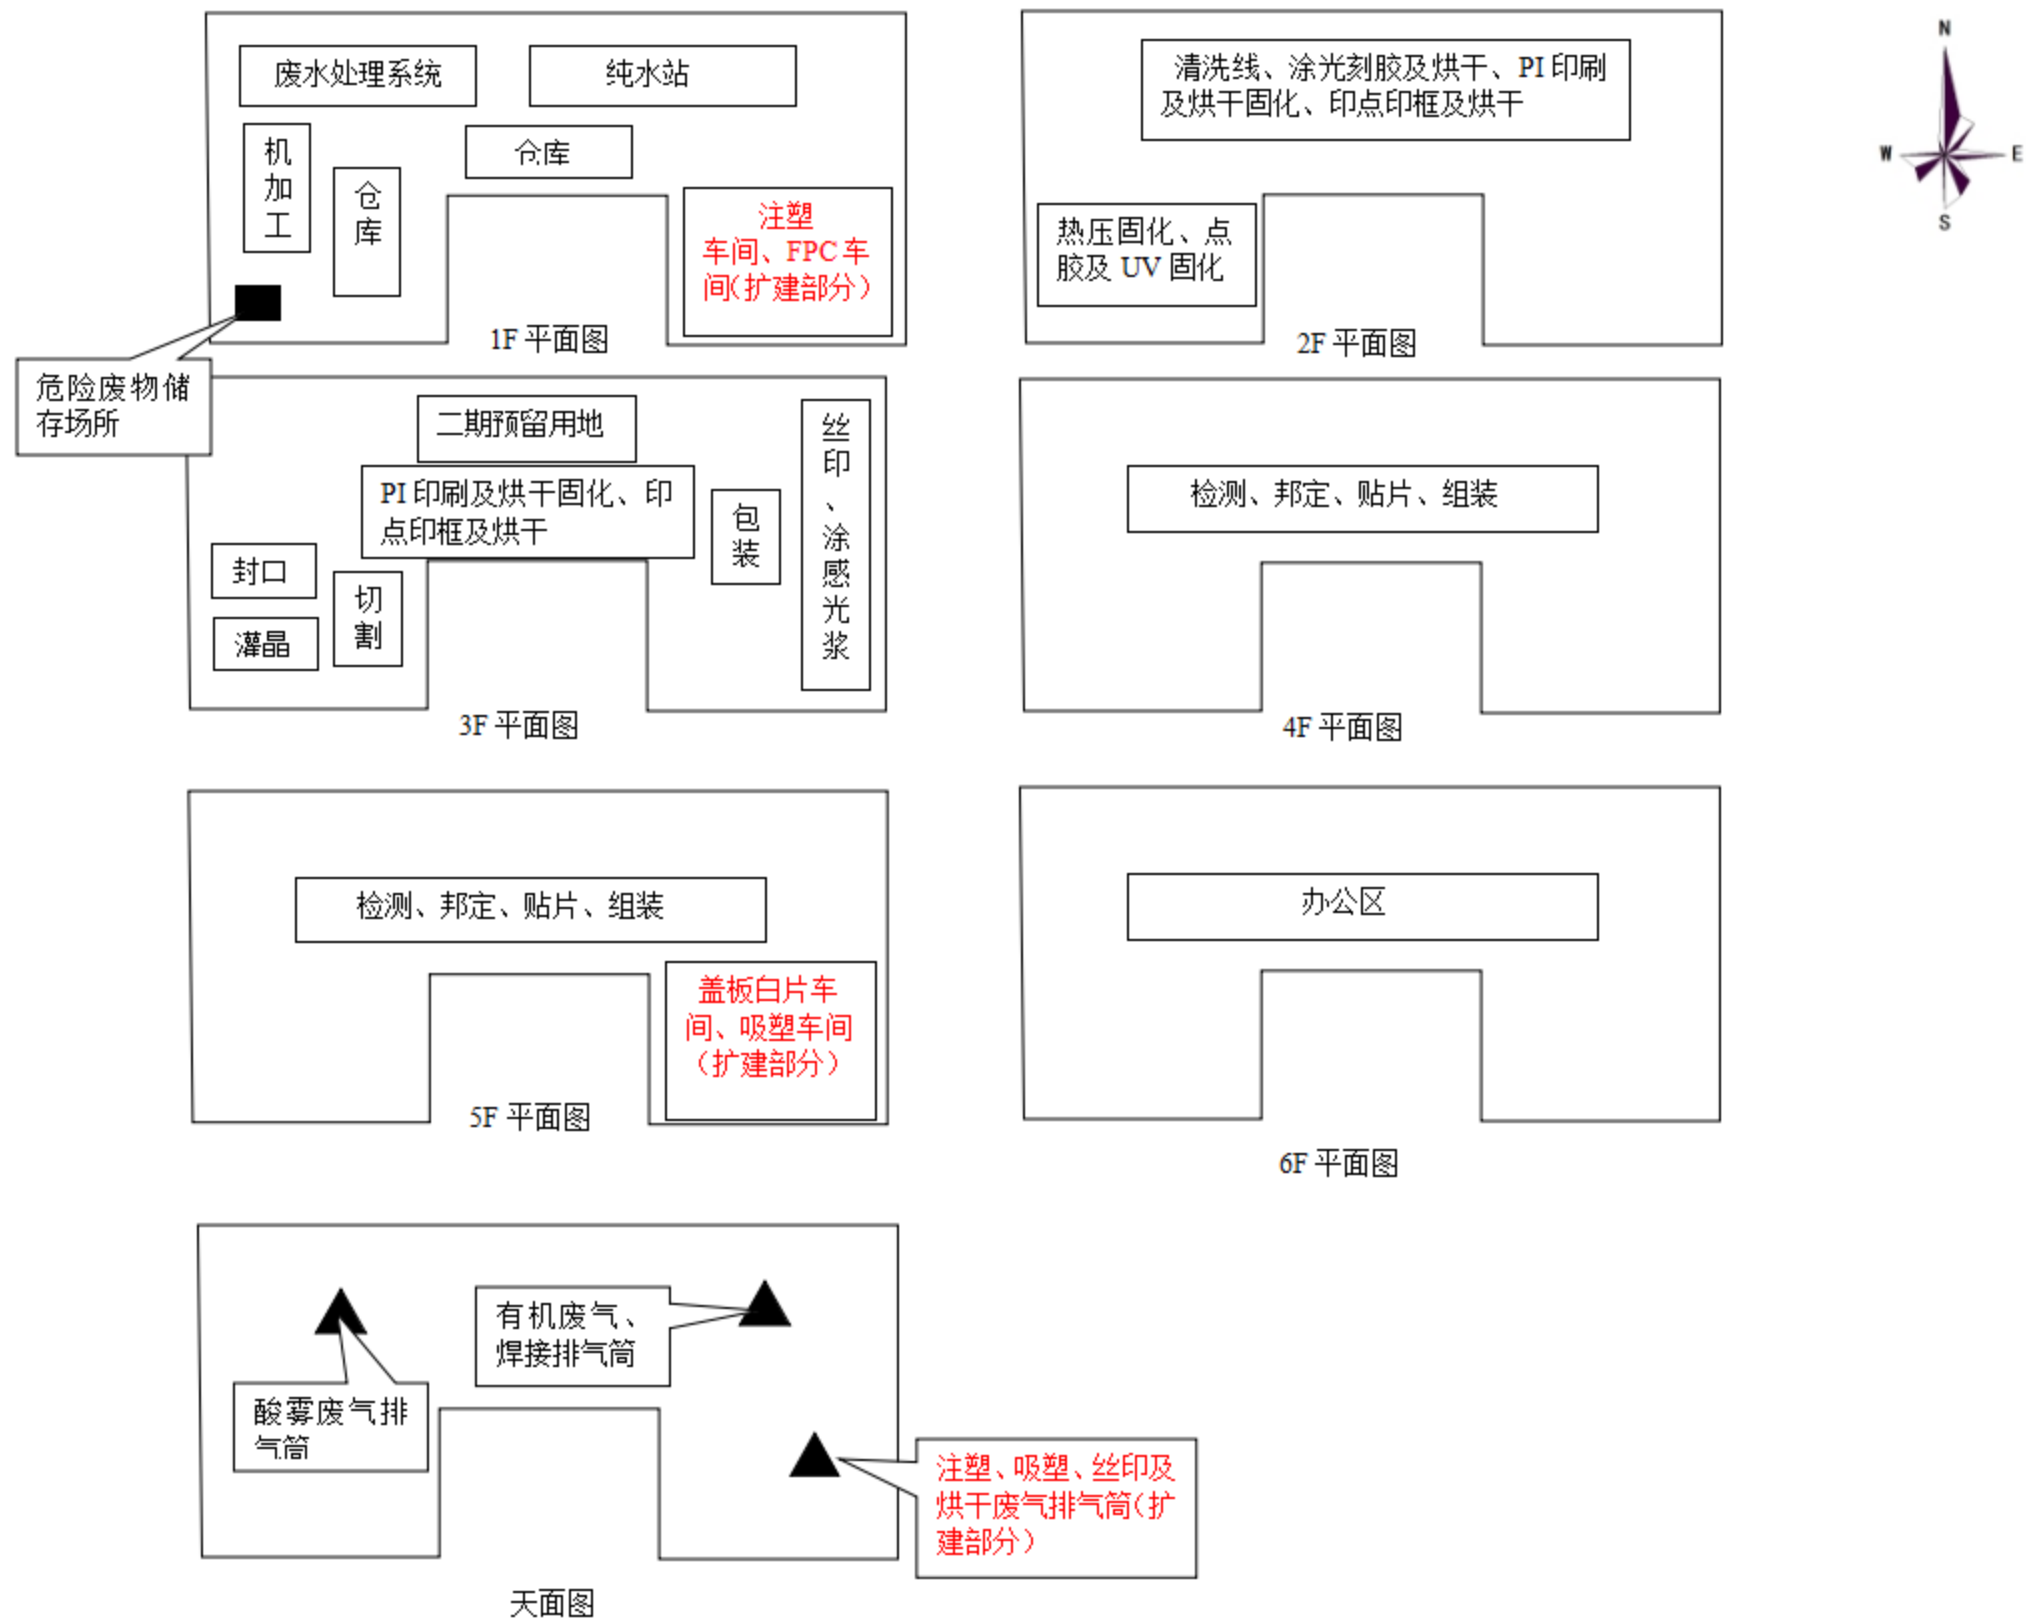 废水处理系统
纯水站
机
加
工
仓
库
仓库
注塑
车间、FPC 车
间（扩建部分）
1F 平面图
危险废物储
存场所
清洗线、涂光刻胶及烘干、PI 印刷
及烘干固化、印点印框及烘干
热压固化、点
胶及 UV 固化
2F 平面图
N
W
E
S
二期预留用地
PI 印刷及烘干固化、印
点印框及烘干
封口
灌晶
切
割
包
装
丝
印
、
涂
感
光
浆
3F 平面图
检测、邦定、贴片、组装
4F 平面图
检测、邦定、贴片、组装
盖板白片车
间、吸塑车间
（扩建部分）
5F 平面图
办公区
6F 平面图
酸雾废气排
气筒
有机废气、
焊接排气筒
注塑、吸塑、丝印及
烘干废气排气筒（扩
建部分）
天面图